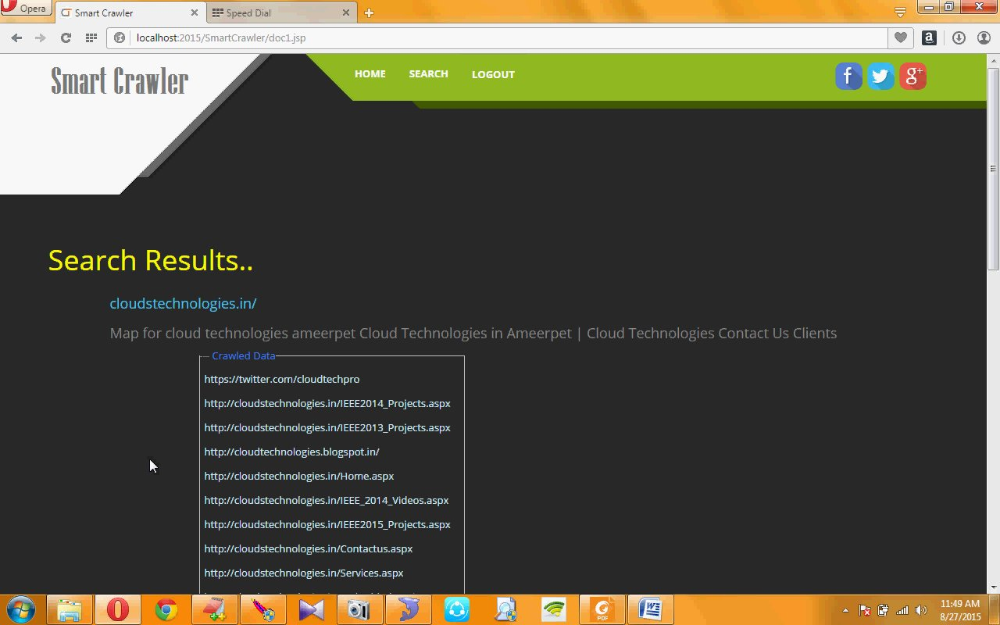 Opera
Smart Crawler
Speed Dial
localhost:2015/SmartCrawler/doc1.jsp
Smart Crawler
HOME
SEARCH
LOGOUT
Search Results..
cloudstechnologies.in/
Map for cloud technologies ameerpet Cloud Technologies in Ameerpet | Cloud Technologies Contact Us Clients
Crawled Data
https://twitter.com/cloudtechpro
http://cloudstechnologies.in/IEEE2014_Projects.aspx
http://cloudstechnologies.in/IEEE2013_Projects.aspx
http://cloudtechnologies.blogspot.in/
http://cloudstechnologies.in/Home.aspx
http://cloudstechnologies.in/IEEE_2014_Videos.aspx
http://cloudstechnologies.in/IEEE2015_Projects.aspx
http://cloudstechnologies.in/Contactus.aspx
http://cloudstechnologies.in/Services.aspx
11:49 AM
8/27/2015